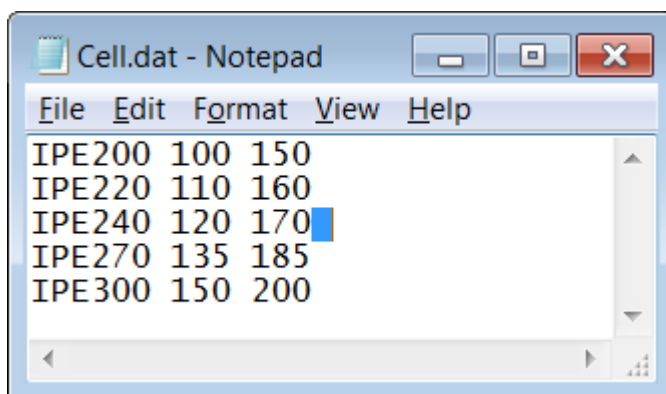 Cell.dat - Notepad
File Edit Format View Help
IPE200 100 150
IPE220 110 160
IPE240 120 170
IPE270 135 185
IPE300 150 200